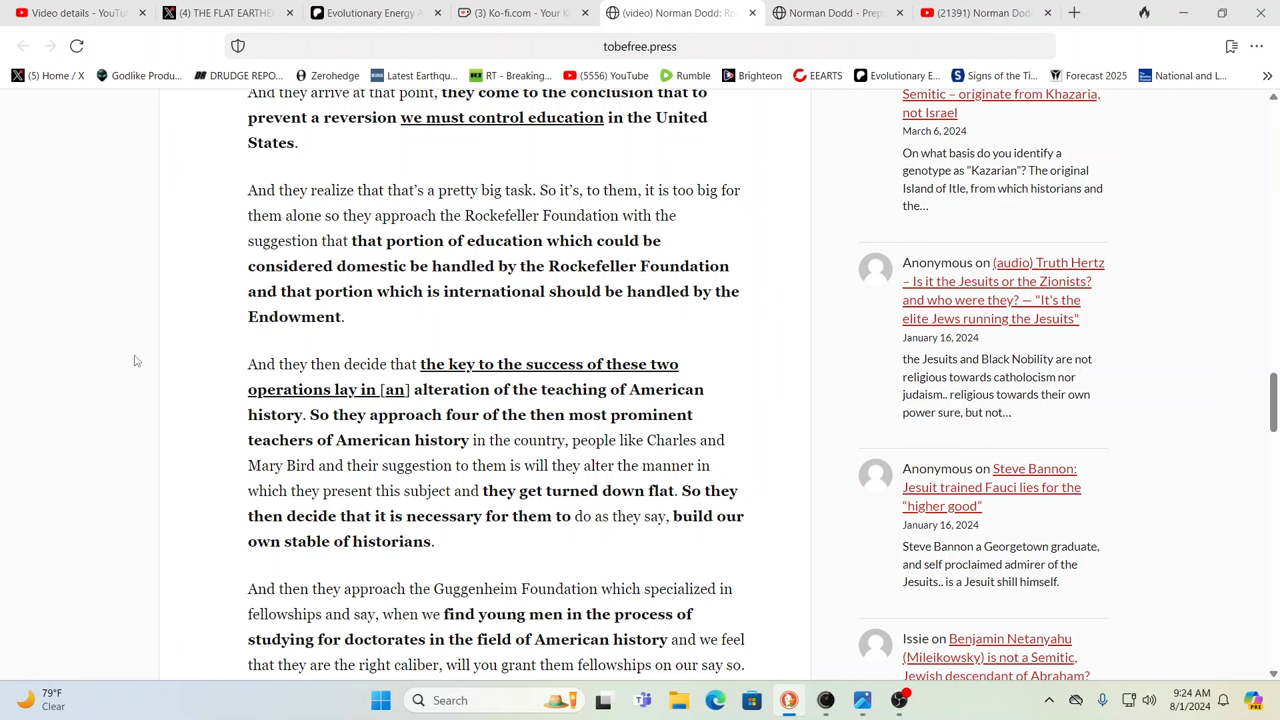 Video details - YouTu
(4) THE FLAT EARTHER
Evolutionary Energy A
(3) Ko-fi.com - Your K
(video) Norman Dodd: Ro
Norman Dodd – Prep
(21391) Norman Dod
tobefree.press
(5) Home / X
Godlike Produ...
DRUDGE REPO...
Zerohedge
Latest Earthqu...
RT - Breaking...
(5556) YouTube
Rumble
Brighteon
EEARTS
Evolutionary E...
Signs of the Ti...
Forecast 2025
National and L...
And they arrive at that point, they come to the conclusion that to
prevent a reversion we must control education in the United
States.
And they realize that that's a pretty big task. So it's, to them, it is too big for
them alone so they approach the Rockefeller Foundation with the
suggestion that that portion of education which could be
considered domestic be handled by the Rockefeller Foundation
and that portion which is international should be handled by the
Endowment.
And they then decide that the key to the success of these two
operations lay in [an] alteration of the teaching of American
history. So they approach four of the then most prominent
teachers of American history in the country, people like Charles and
Mary Bird and their suggestion to them is will they alter the manner in
which they present this subject and they get turned down flat. So they
then decide that it is necessary for them to do as they say, build our
own stable of historians.
And then they approach the Guggenheim Foundation which specialized in
fellowships and say, when we find young men in the process of
studying for doctorates in the field of American history and we feel
that they are the right caliber, will you grant them fellowships on our say so.
Semitic – originate from Khazaria,
not Israel
March 6, 2024
On what basis do you identify a
genotype as "Kazarian"? The original
Island of Itle, from which historians and
the…
Anonymous on (audio) Truth Hertz
– Is it the Jesuits or the Zionists?
and who were they? — "It's the
elite Jews running the Jesuits"
January 16, 2024
the Jesuits and Black Nobility are not
religious towards catholocism nor
judaism.. religious towards their own
power sure, but not…
Anonymous on Steve Bannon:
Jesuit trained Fauci lies for the
“higher good”
January 16, 2024
Steve Bannon a Georgetown graduate,
and self proclaimed admirer of the
Jesuits.. is a Jesuit shill himself.
Issie on Benjamin Netanyahu
(Mileikowsky) is not a Semitic,
Jewish descendant of Abraham?
79°F
Clear
Search
9:24 AM
8/1/2024